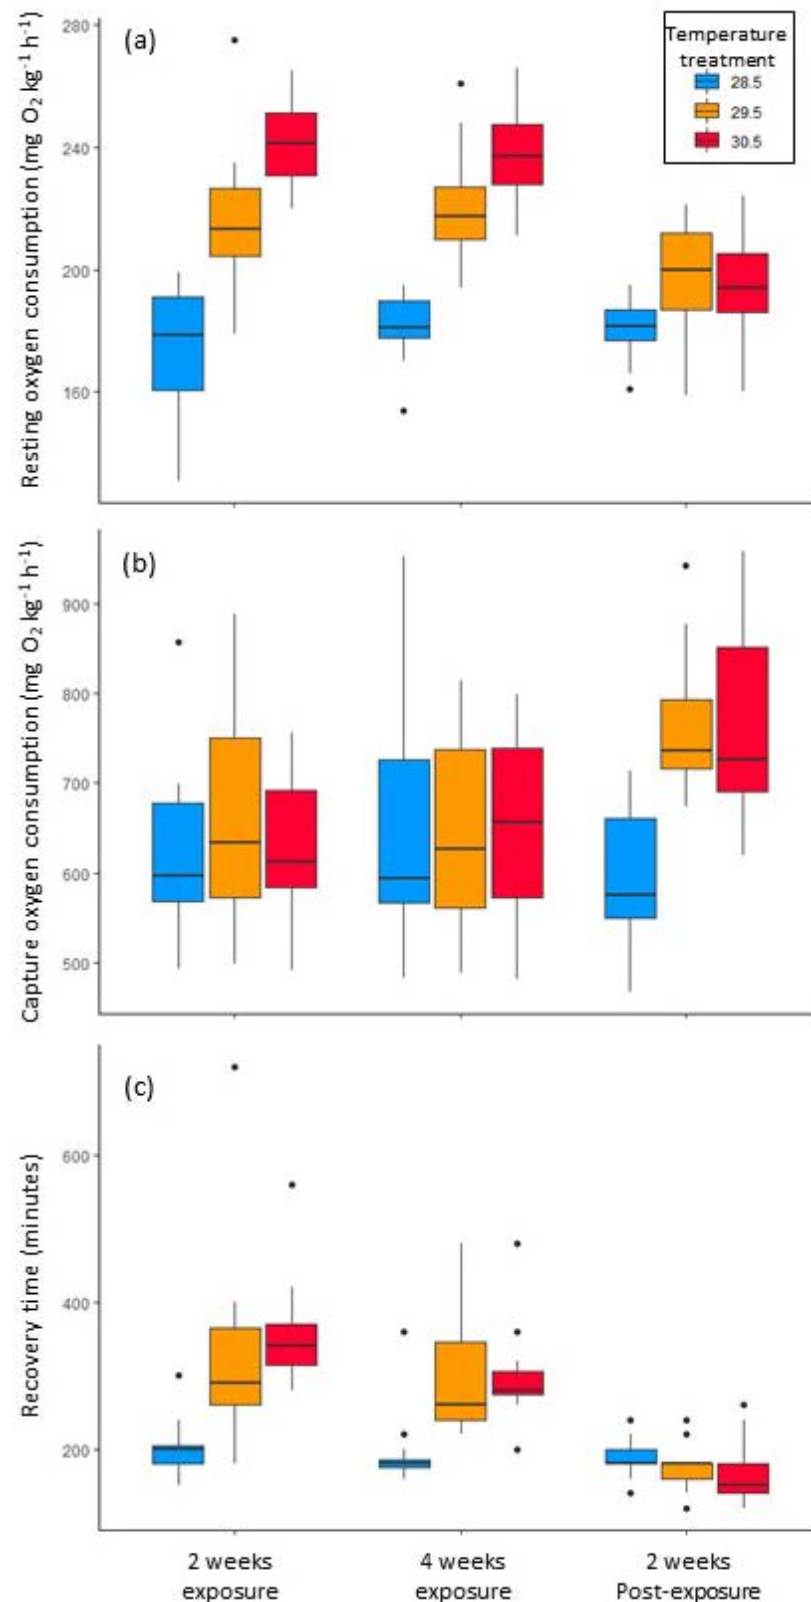 (a)
Temperature
treatment
28.5
29.5
30.5
280
240
200
160
Resting oxygen consumption (mg O₂ kg⁻¹ h⁻¹)
(b)
900
800
700
600
500
Capture oxygen consumption (mg O₂ kg⁻¹ h⁻¹)
(c)
600
400
200
Recovery time (minutes)
2 weeks
exposure
4 weeks
exposure
2 weeks
Post-exposure